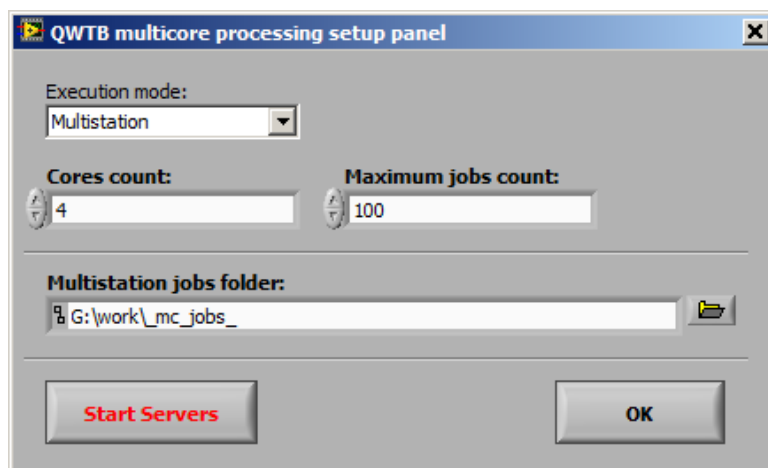 QWTB multicore processing setup panel
Execution mode:
Multistation
Cores count:
Maximum jobs count:
4
100
Multistation jobs folder:
G:\work\_mc_jobs_
Start Servers
OK